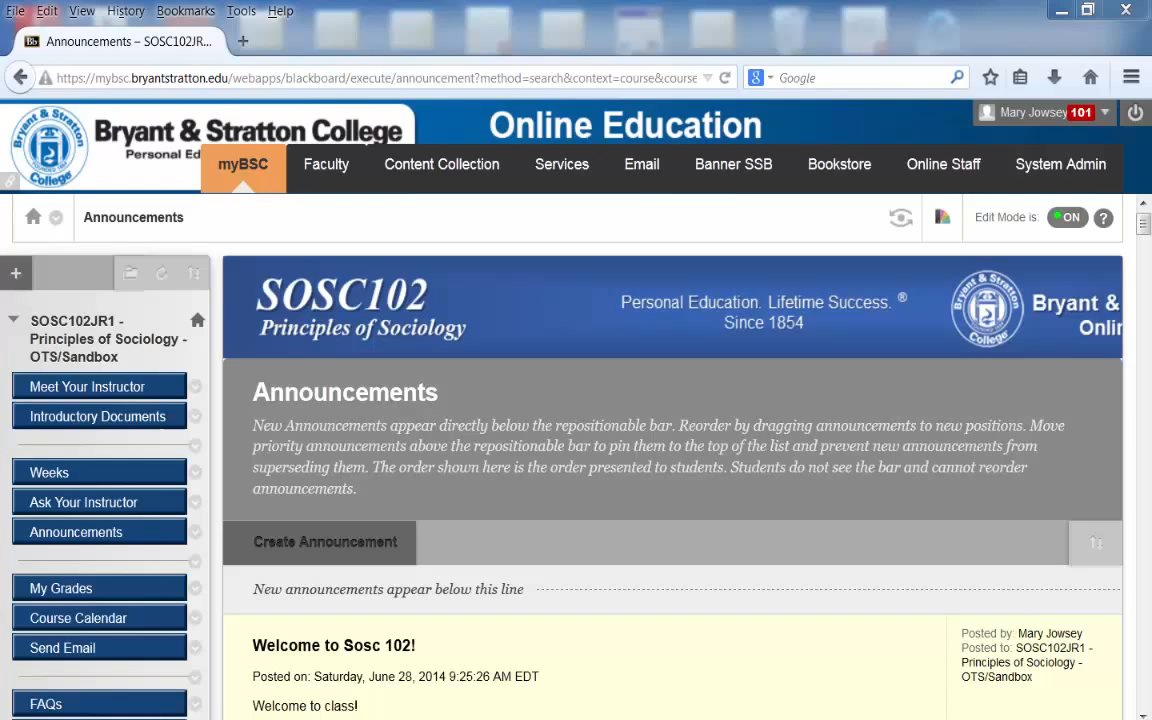 File Edit View History Bookmarks Tools Help
Bb Announcements – SOSC102JR... +
https://mybsc.bryantstratton.edu/webapps/blackboard/execute/announcement?method=search&context=course&course
8 Google
Bryant & Stratton College
Personal Ed
Online Education
Mary Jowsey 101
myBSC Faculty Content Collection Services Email Banner SSB Bookstore Online Staff System Admin
Announcements
Edit Mode is: ON ?
SOSC102JR1 -
Principles of Sociology -
OTS/Sandbox
Meet Your Instructor
Introductory Documents
Weeks
Ask Your Instructor
Announcements
My Grades
Course Calendar
Send Email
FAQs
SOSC102
Principles of Sociology
Personal Education. Lifetime Success. ®
Since 1854
Bryant & Stratton
College
Bryant &
Onlin
Announcements
New Announcements appear directly below the repositionable bar. Reorder by dragging announcements to new positions. Move
priority announcements above the repositionable bar to pin them to the top of the list and prevent new announcements from
superseding them. The order shown here is the order presented to students. Students do not see the bar and cannot reorder
announcements.
Create Announcement
New announcements appear below this line
Welcome to Sosc 102!
Posted on: Saturday, June 28, 2014 9:25:26 AM EDT
Welcome to class!
Posted by: Mary Jowsey
Posted to: SOSC102JR1 -
Principles of Sociology -
OTS/Sandbox